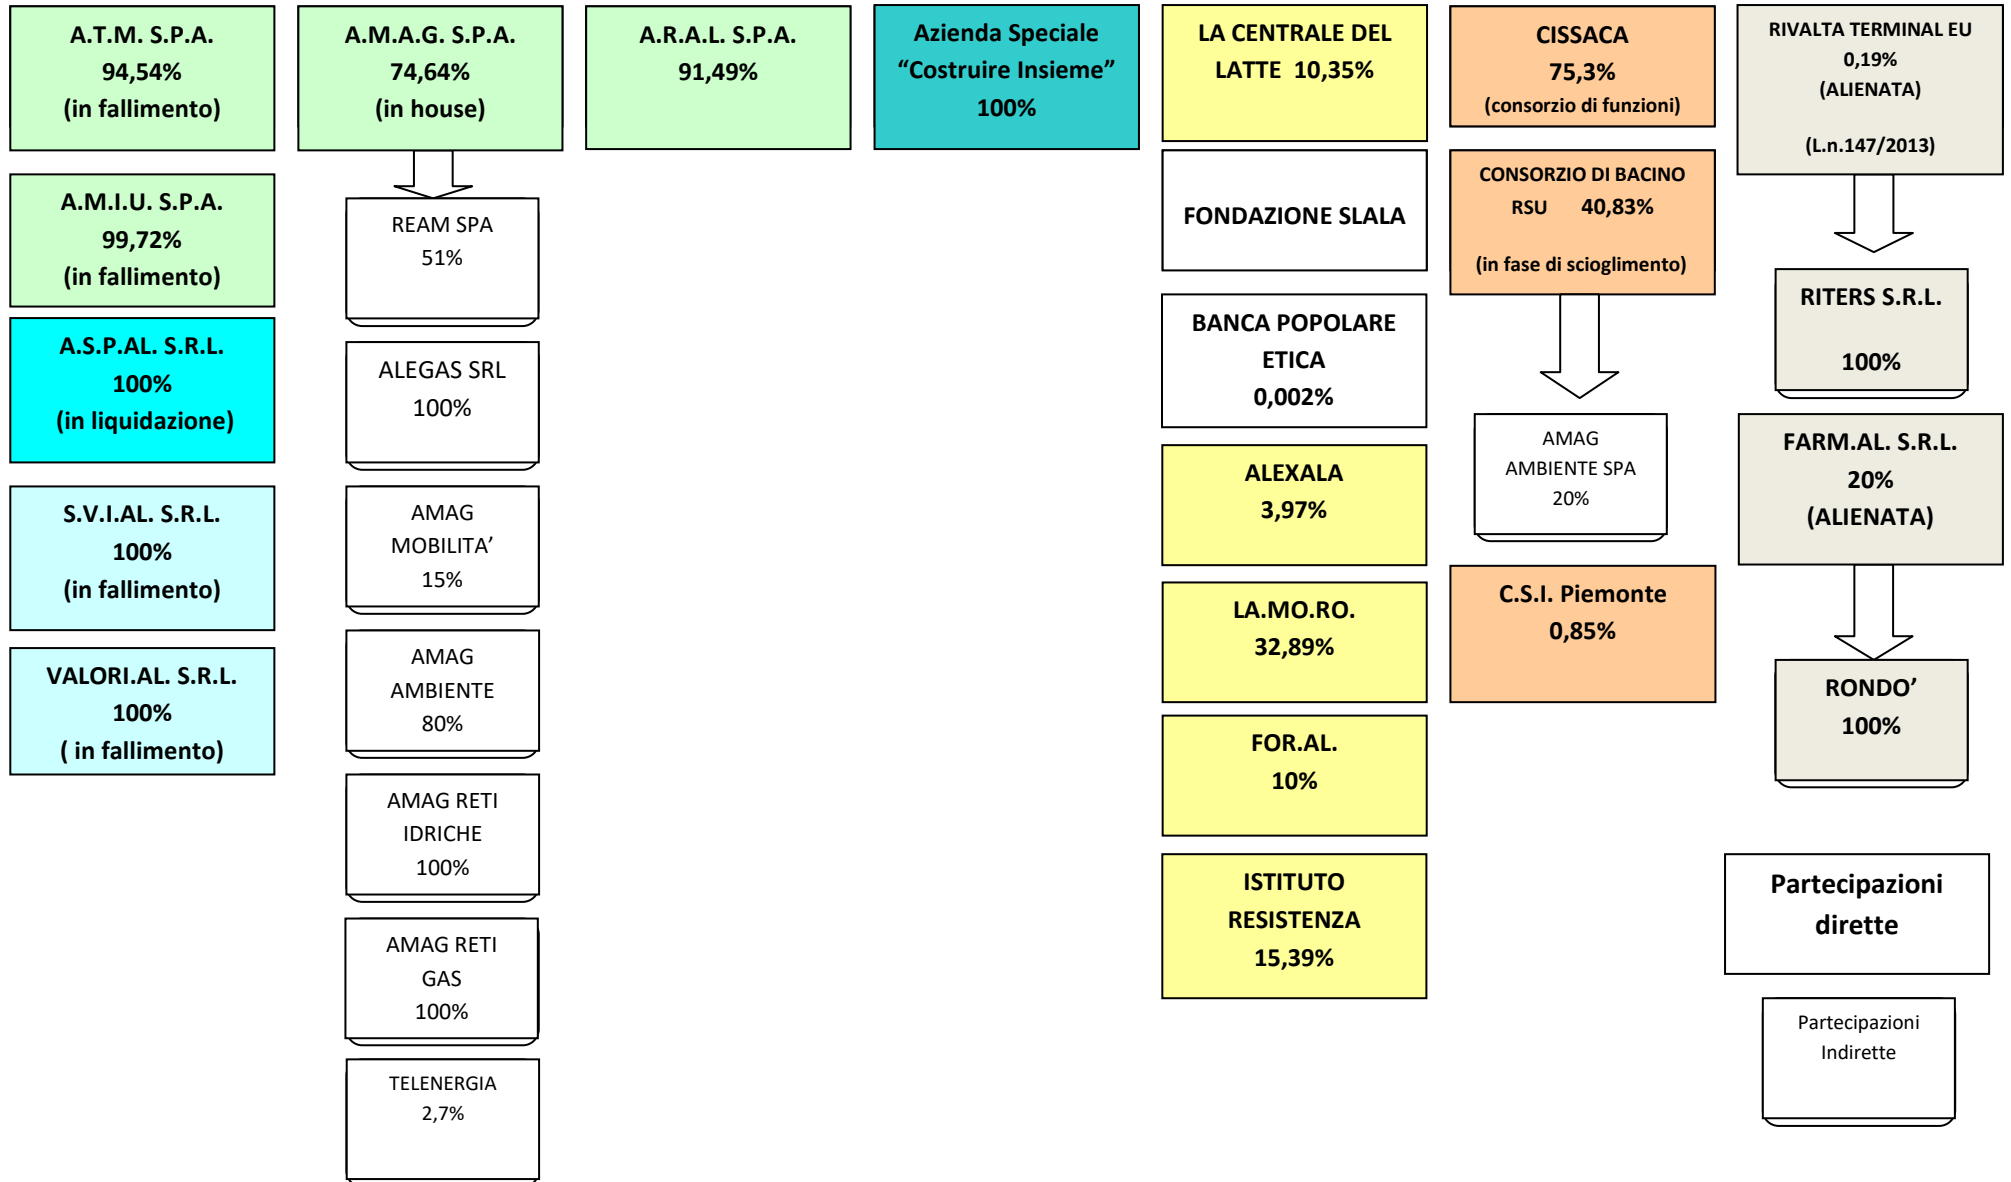 A.T.M. S.P.A.
94,54%
(in fallimento)
A.M.I.U. S.P.A.
99,72%
(in fallimento)
A.S.P.AL. S.R.L.
100%
(in liquidazione)
S.V.I.AL. S.R.L.
100%
(in fallimento)
VALORI.AL. S.R.L.
100%
( in fallimento)
A.M.A.G. S.P.A.
74,64%
(in house)
REAM SPA
51%
ALEGAS SRL
100%
AMAG
MOBILITA’
15%
AMAG
AMBIENTE
80%
AMAG RETI
IDRICHE
100%
AMAG RETI
GAS
100%
TELENERGIA
2,7%
A.R.A.L. S.P.A.
91,49%
Azienda Speciale
“Costruire Insieme”
100%
LA CENTRALE DEL
LATTE 10,35%
FONDAZIONE SLALA
BANCA POPOLARE
ETICA
0,002%
ALEXALA
3,97%
LA.MO.RO.
32,89%
FOR.AL.
10%
ISTITUTO
RESISTENZA
15,39%
CISSACA
75,3%
(consorzio di funzioni)
CONSORZIO DI BACINO
RSU 40,83%
(in fase di scioglimento)
AMAG
AMBIENTE SPA
20%
C.S.I. Piemonte
0,85%
RIVALTA TERMINAL EU
0,19%
(ALIENATA)
(L.n.147/2013)
RITERS S.R.L.
100%
FARM.AL. S.R.L.
20%
(ALIENATA)
RONDO’
100%
Partecipazioni
dirette
Partecipazioni
Indirette